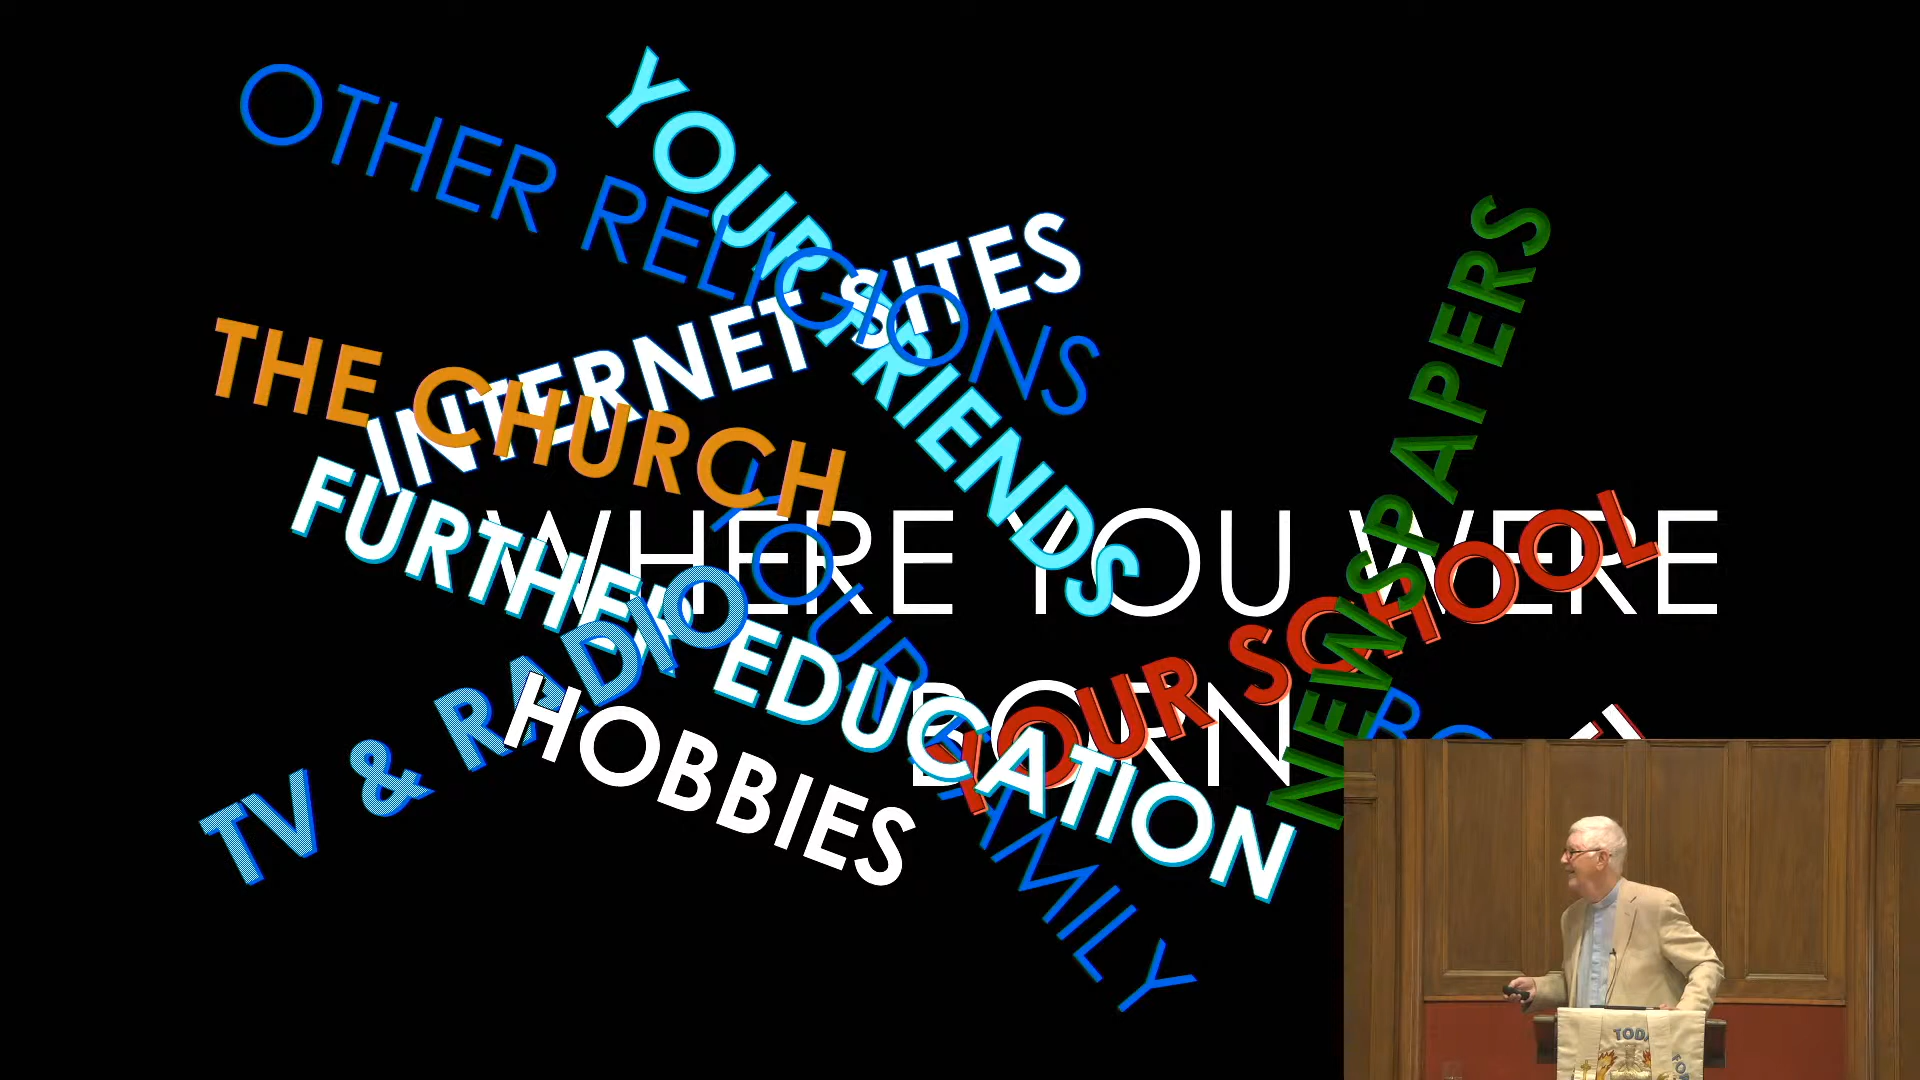 OTHER RELIGIONS
YOUR FRIENDS
INTERNET SITES
NEWSPAPERS
THE CHURCH
FURTHER EDUCATION
WHERE YOU WERE
BORN
YOUR SCHOOL
YOUR FAMILY
TV & RADIO
HOBBIES